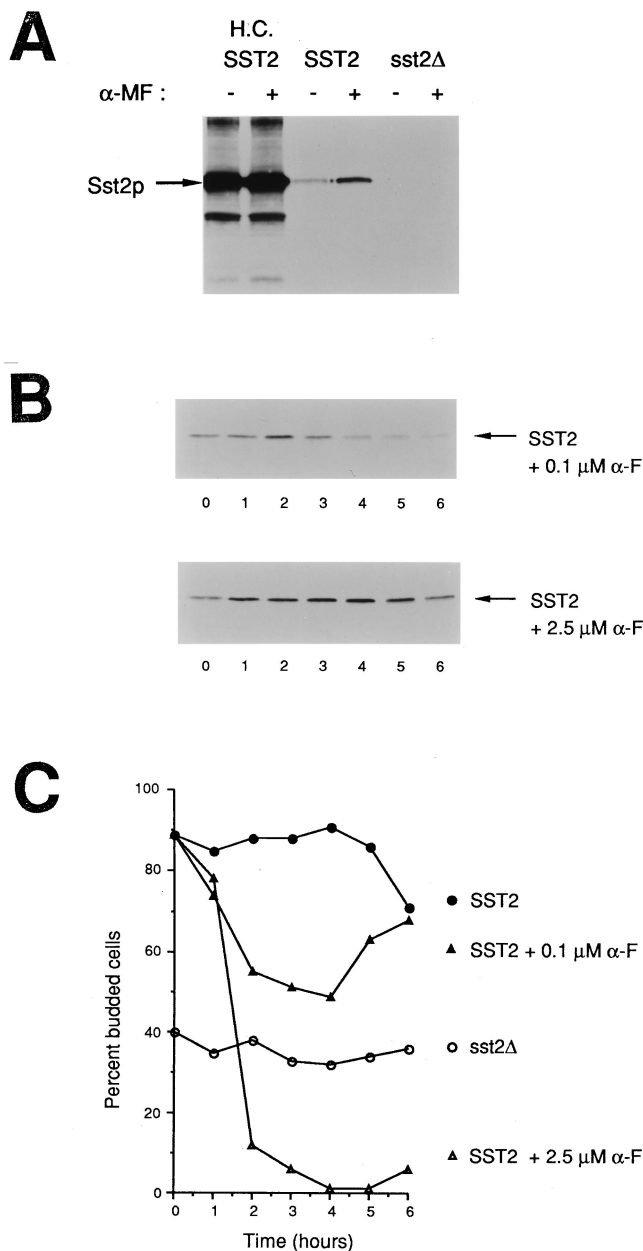 A
H.C.
SST2 SST2 sst2Δ
α-MF : - + - + - +
Sst2p
B
SST2
+ 0.1 μM α-F
0 1 2 3 4 5 6
SST2
+ 2.5 μM α-F
0 1 2 3 4 5 6
C
100
80
60
40
20
0
Percent budded cells
0 1 2 3 4 5 6
Time (hours)
SST2
SST2 + 0.1 μM α-F
sst2Δ
SST2 + 2.5 μM α-F